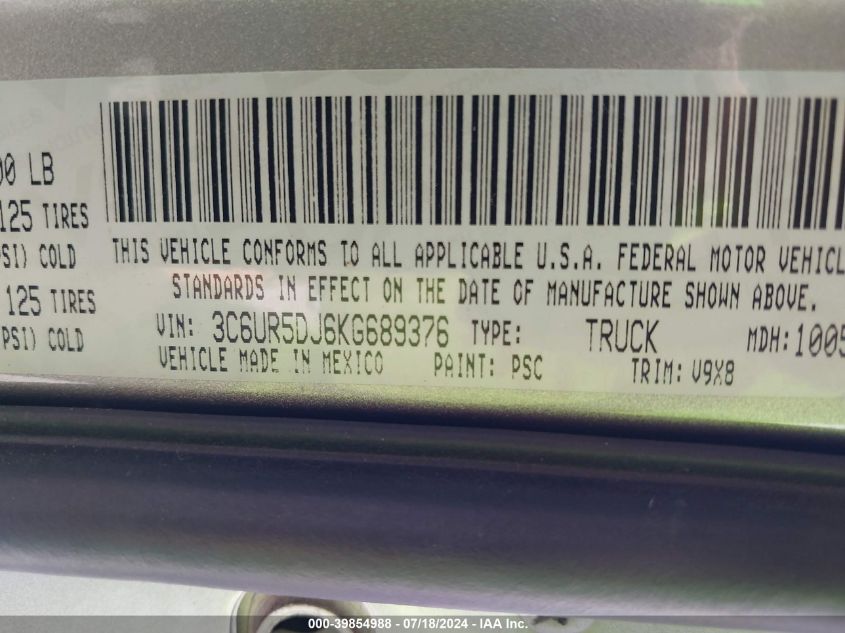 00 LB
125 TIRES
PSI) COLD
125 TIRES
PSI) COLD
THIS VEHICLE CONFORMS TO ALL APPLICABLE U.S.A. FEDERAL MOTOR VEHICL
STANDARDS IN EFFECT ON THE DATE OF MANUFACTURE SHOWN ABOVE.
VIN: 3C6UR5DJ6KG689376 TYPE: TRUCK MDH: 1005
VEHICLE MADE IN MEXICO PAINT: PSC TRIM: V9X8
000-39854988 - 07/18/2024 - IAA Inc.